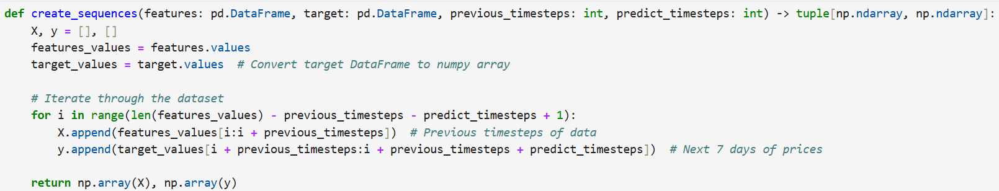 def create_sequences(features: pd.DataFrame, target: pd.DataFrame, previous_timesteps: int, predict_timesteps: int) -> tuple[np.ndarray, np.ndarray]:
    X, y = [], []
    features_values = features.values
    target_values = target.values  # Convert target DataFrame to numpy array

    # Iterate through the dataset
    for i in range(len(features_values) - previous_timesteps - predict_timesteps + 1):
        X.append(features_values[i:i + previous_timesteps])  # Previous timesteps of data
        y.append(target_values[i + previous_timesteps:i + previous_timesteps + predict_timesteps])  # Next 7 days of prices

    return np.array(X), np.array(y)